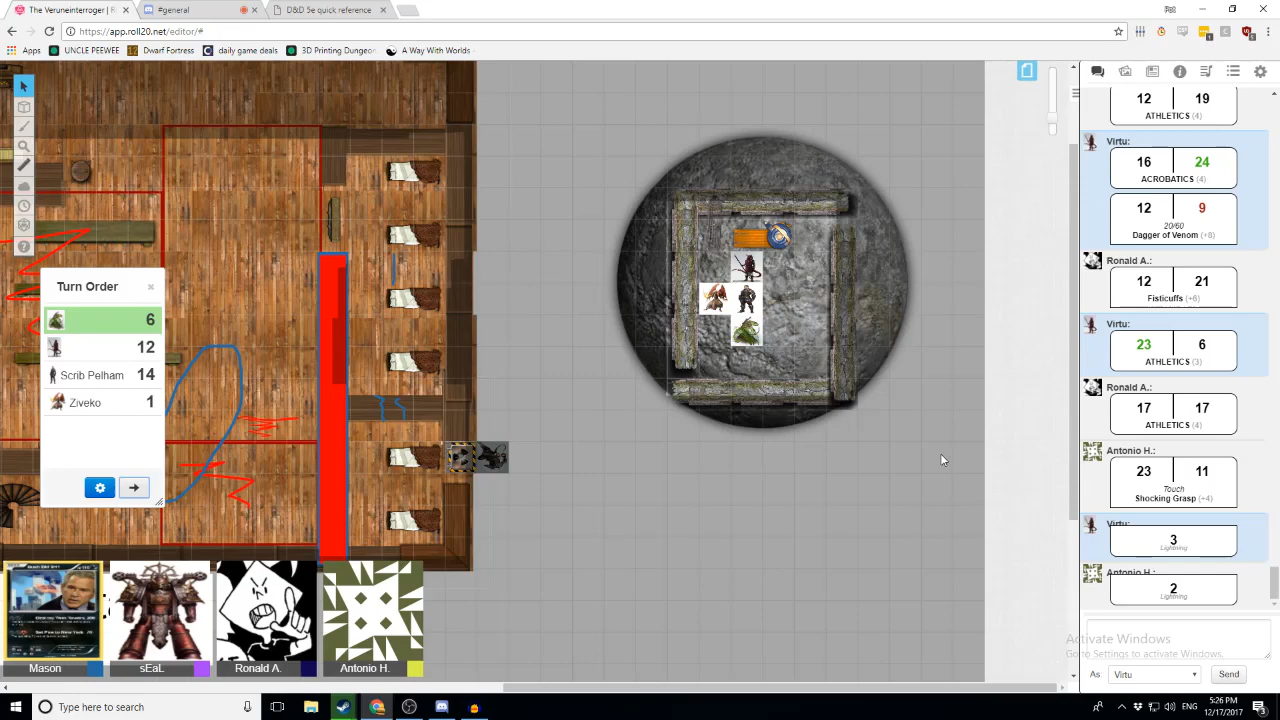 The Veruneinterroger | R
#general
D&D 5e quick reference
https://app.roll20.net/editor/#
Apps
UNCLE PEEWEE
Dwarf Fortress
daily game deals
3D Printing Dunge
A Way With Worlds -
Turn Order
6
12
Scrib Pelham 14
Ziveko 1
Mason
sEaL
Ronald A.
Antonio H.
12 19
ATHLETICS (4)
Virtu:
16 24
ACROBATICS (4)
12 9
20/60
Dagger of Venom (+8)
Ronald A.:
12 21
Fisticuffs (+6)
Virtu:
23 6
ATHLETICS (3)
Ronald A.:
17 17
ATHLETICS (4)
Antonio H.:
23 11
Touch
Shocking Grasp (+4)
Virtu:
3
Lightning
Antonio H.:
2
Lightning
Activate Windows
Go to Settings to activate Windows.
As Virtu Send
Type here to search
ENG
5:26 PM
12/17/2017